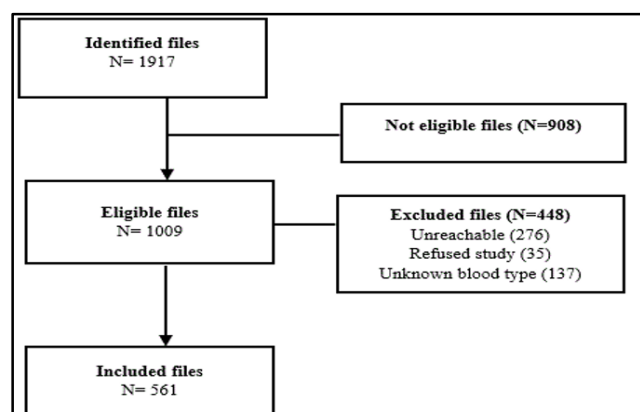 Identified files
N= 1917
Not eligible files (N=908)
Eligible files
N= 1009
Excluded files (N=448)
Unreachable (276)
Refused study (35)
Unknown blood type (137)
Included files
N= 561